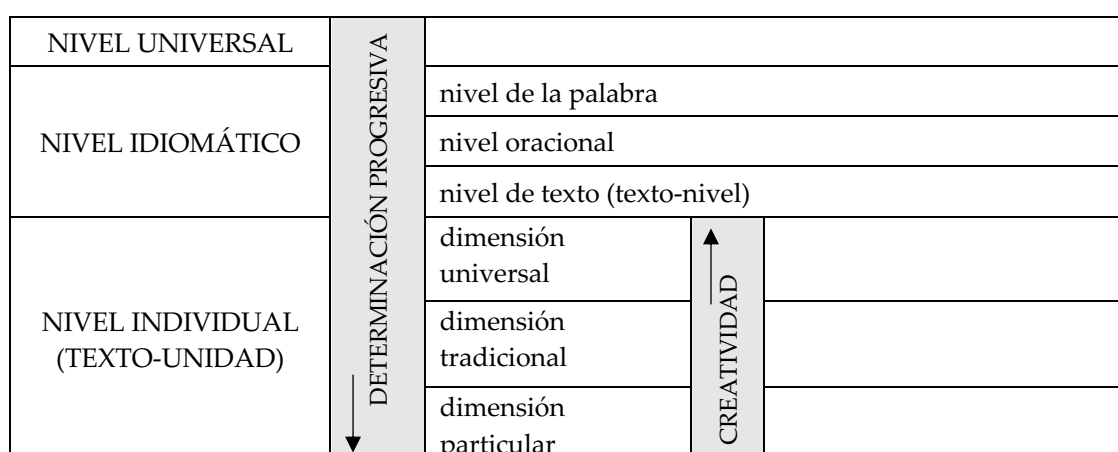 NIVEL UNIVERSAL
DETERMINACIÓN PROGRESIVA
NIVEL IDIOMÁTICO
nivel de la palabra
nivel oracional
nivel de texto (texto-nivel)
NIVEL INDIVIDUAL
(TEXTO-UNIDAD)
dimensión
universal
dimensión
tradicional
dimensión
particular
CREATIVIDAD